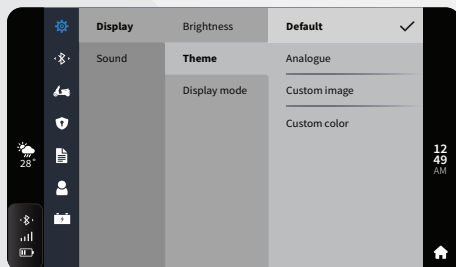 Display
Sound
Brightness
Theme
Display mode
Default
Analogue
Custom image
Custom color
28°
12
49
AM